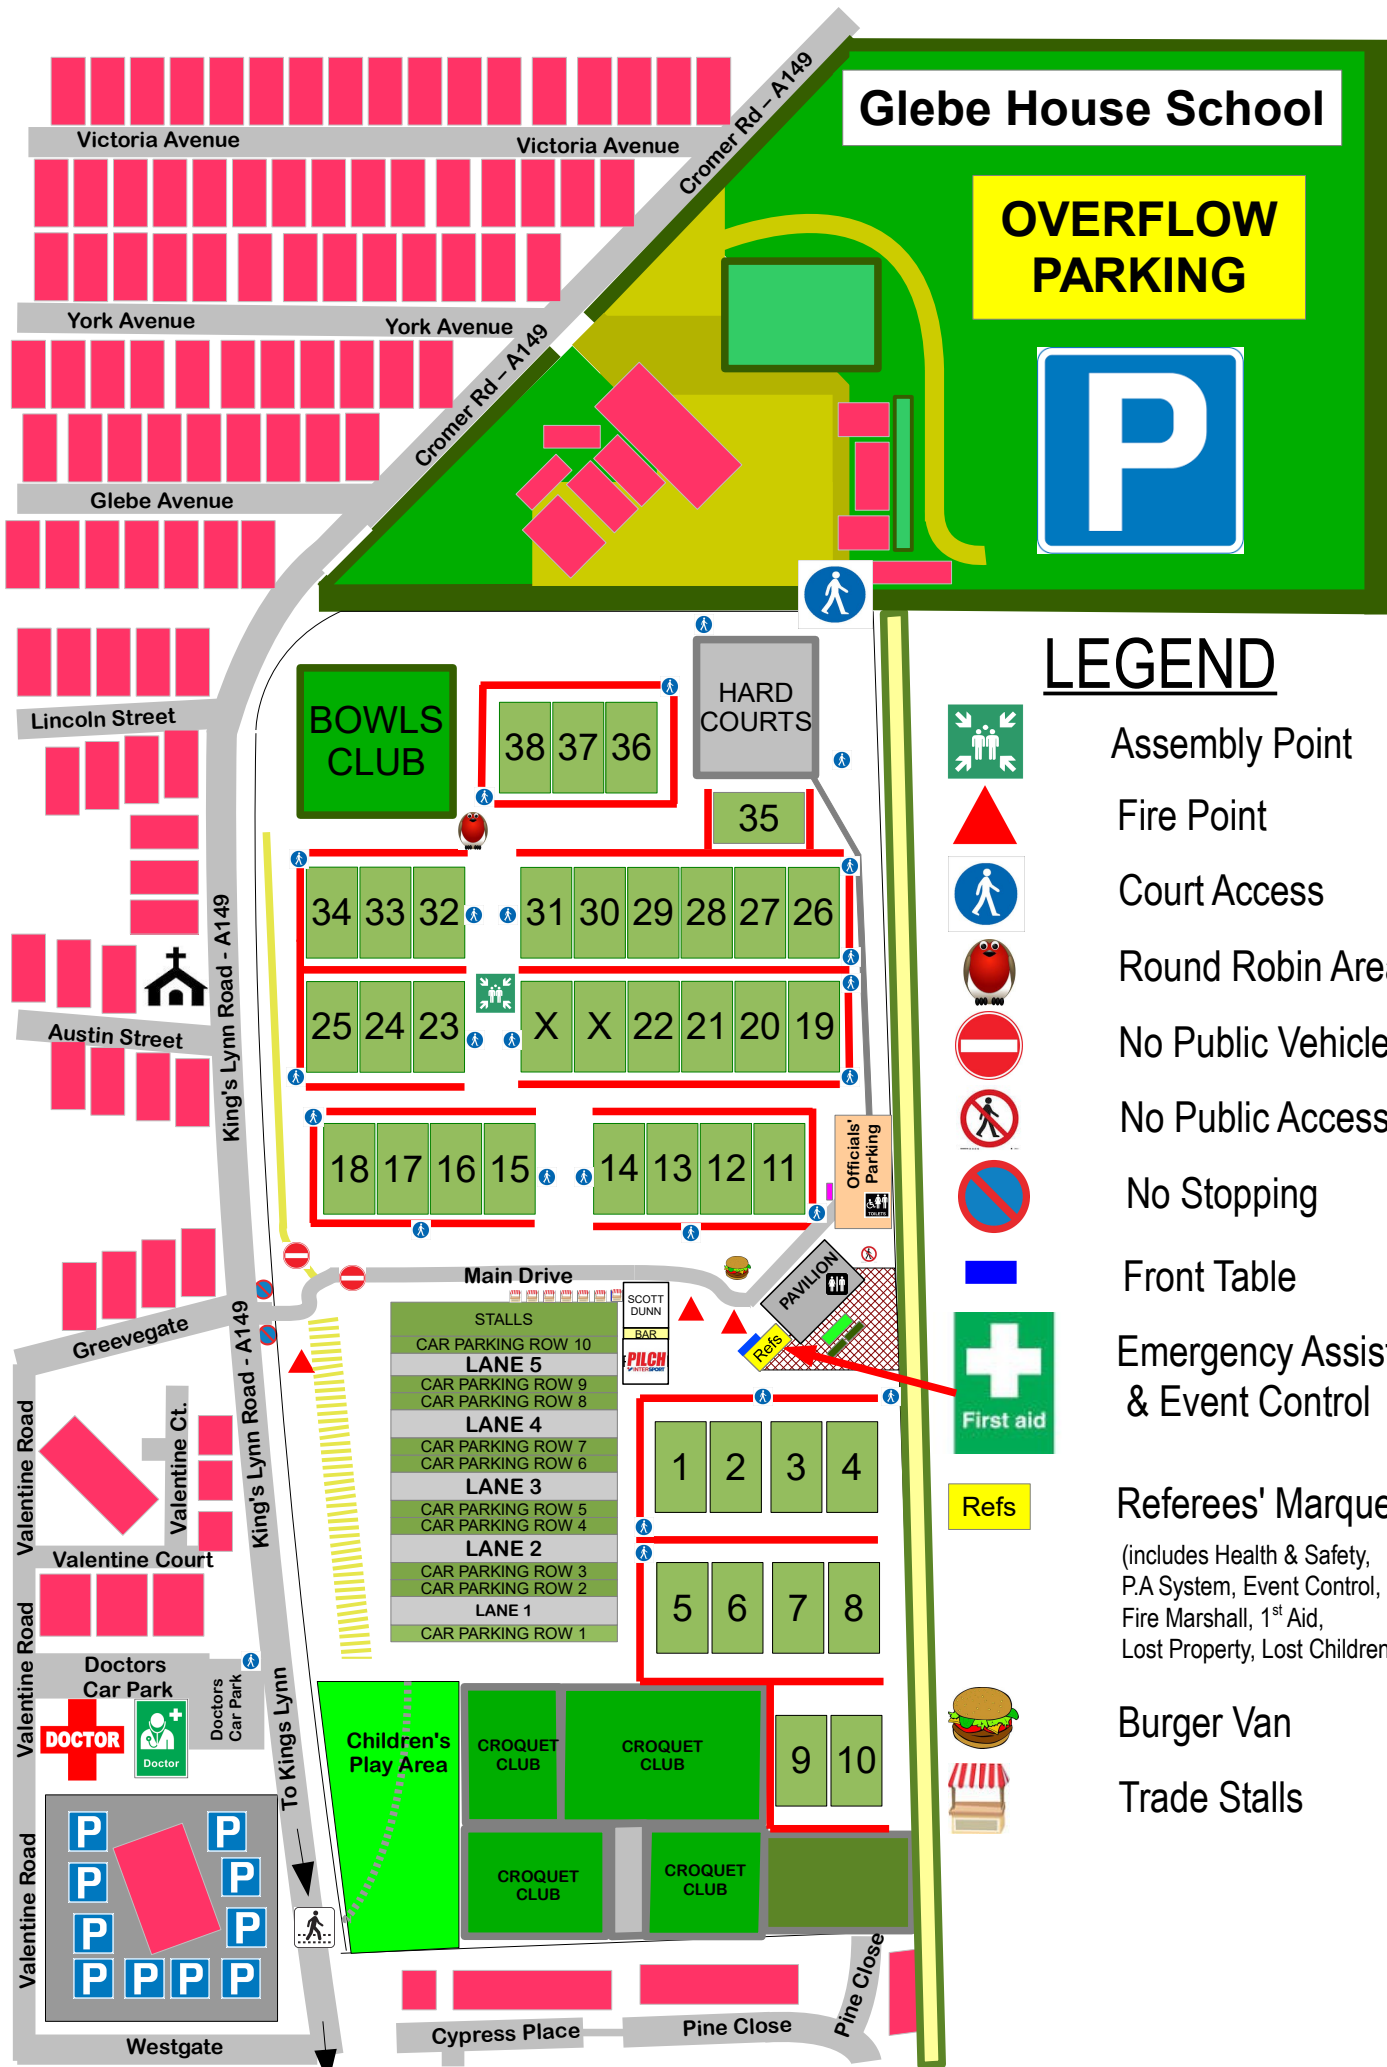 Glebe House School
OVERFLOW
PARKING
P
Victoria Avenue
Victoria Avenue
Cromer Rd – A149
York Avenue
York Avenue
Cromer Rd – A149
Glebe Avenue
Lincoln Street
King's Lynn Road - A149
Austin Street
BOWLS
CLUB
HARD
COURTS
38 37 36
35
34 33 32
31 30 29 28 27 26
25 24 23
X X 22 21 20 19
18 17 16 15
14 13 12 11
Officials'
Parking
TOILETS
Main Drive
PAVILION
Refs
SCOTT
DUNN
BAR
PILCH
INTERSPORT
STALLS
CAR PARKING ROW 10
LANE 5
CAR PARKING ROW 9
CAR PARKING ROW 8
LANE 4
CAR PARKING ROW 7
CAR PARKING ROW 6
LANE 3
CAR PARKING ROW 5
CAR PARKING ROW 4
LANE 2
CAR PARKING ROW 3
CAR PARKING ROW 2
LANE 1
CAR PARKING ROW 1
1 2 3 4
5 6 7 8
9 10
Greevegate
King's Lynn Road - A149
Valentine Road
Valentine Ct.
Valentine Court
Valentine Road
Doctors
Car Park
Doctors
Car Park
DOCTOR
Doctor
To Kings Lynn
Valentine Road
P P
P P
P P
P P P P
Westgate
Children's
Play Area
CROQUET
CLUB
CROQUET
CLUB
CROQUET
CLUB
CROQUET
CLUB
Cypress Place
Pine Close
Pine Close
LEGEND
Assembly Point
Fire Point
Court Access
Round Robin Area
No Public Vehicle
No Public Access
No Stopping
Front Table
First aid
Emergency Assist
& Event Control
Refs
Referees' Marque
(includes Health & Safety,
P.A System, Event Control,
Fire Marshall, 1st Aid,
Lost Property, Lost Children
Burger Van
Trade Stalls